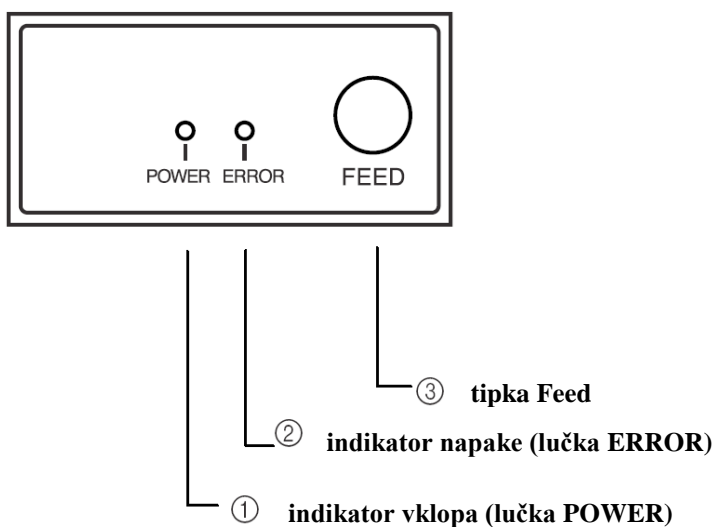 POWER ERROR FEED
③ tipka Feed
② indikator napake (lučka ERROR)
① indikator vklopa (lučka POWER)